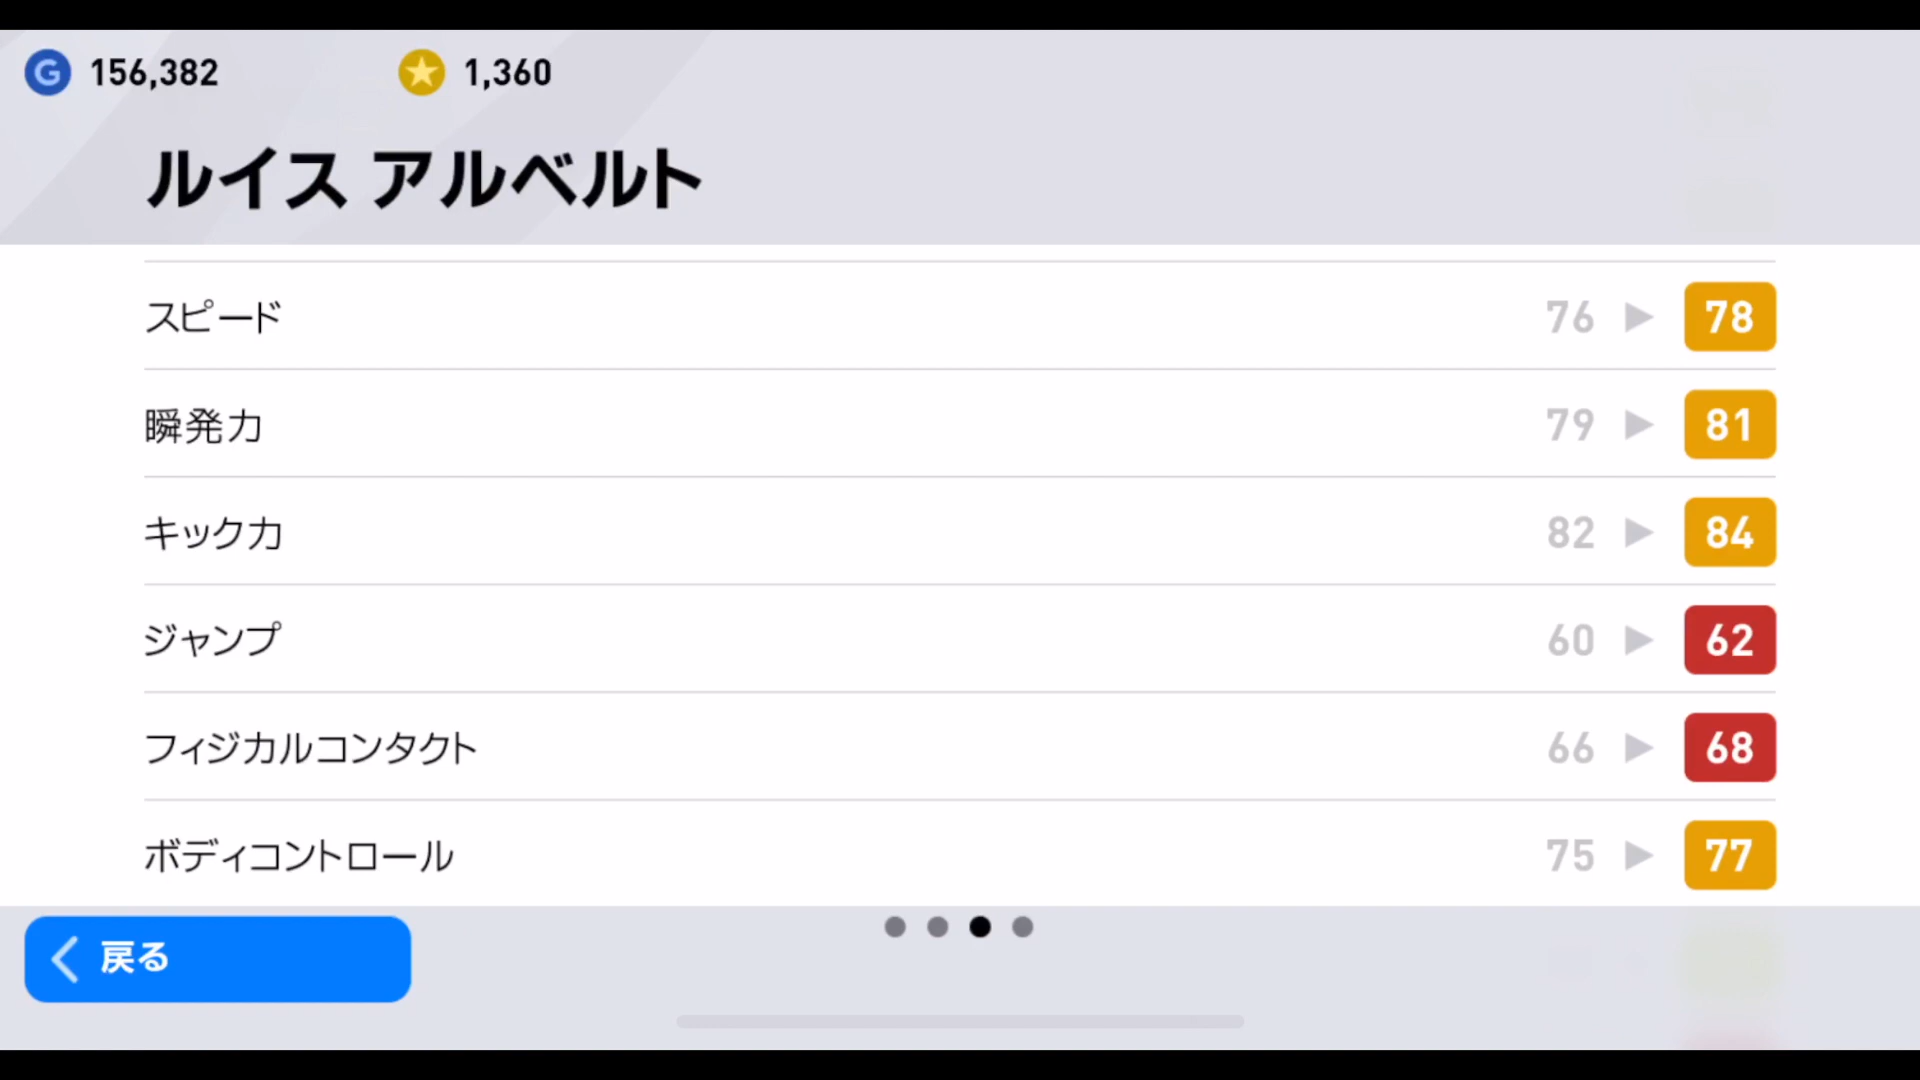 G 156,382 1,360
ルイス アルベルト
スピード 76 ▶ 78
瞬発力 79 ▶ 81
キック力 82 ▶ 84
ジャンプ 60 ▶ 62
フィジカルコンタクト 66 ▶ 68
ボディコントロール 75 ▶ 77
戻る